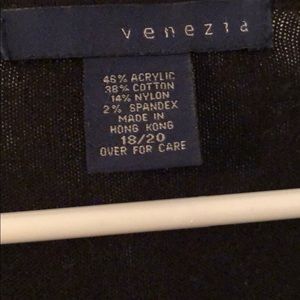 venezia
46% ACRYLIC
38% COTTON
14% NYLON
2% SPANDEX
MADE IN
HONG KONG
18/20
OVER FOR CARE